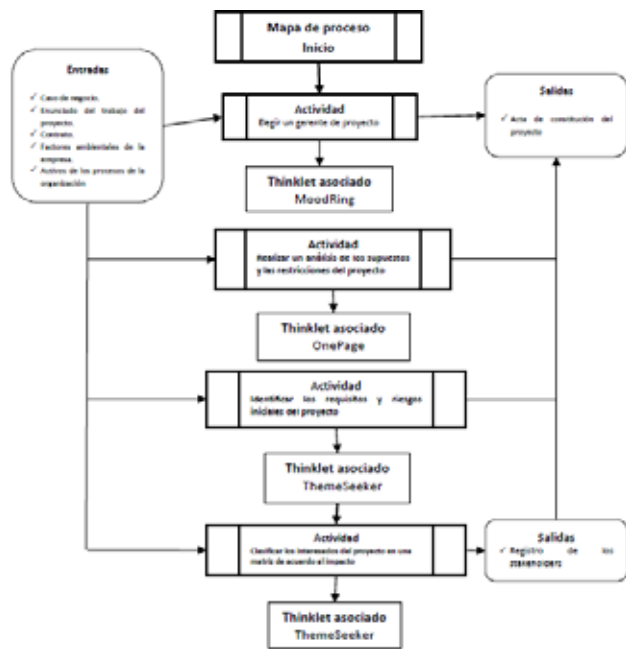 Mapa de proceso
Inicio
Entradas
✓ Caso de negocio.
✓ Enunciado del trabajo del
proyecto.
✓ Contrato.
✓ Factores ambientales de la
empresa.
✓ Activos de los procesos de la
organización
Actividad
Elegir un gerente de proyecto
Salidas
✓ Acta de constitución del
proyecto
Thinklet asociado
MoodRing
Actividad
Realizar un análisis de los supuestos
y las restricciones del proyecto
Thinklet asociado
OnePage
Actividad
Identificar los requisitos y riesgos
iniciales del proyecto
Thinklet asociado
ThemeSeeker
Actividad
Clasificar los interesados del proyecto en una
matriz de acuerdo al impacto
Salidas
✓ Registro de los
stakeholders
Thinklet asociado
ThemeSeeker